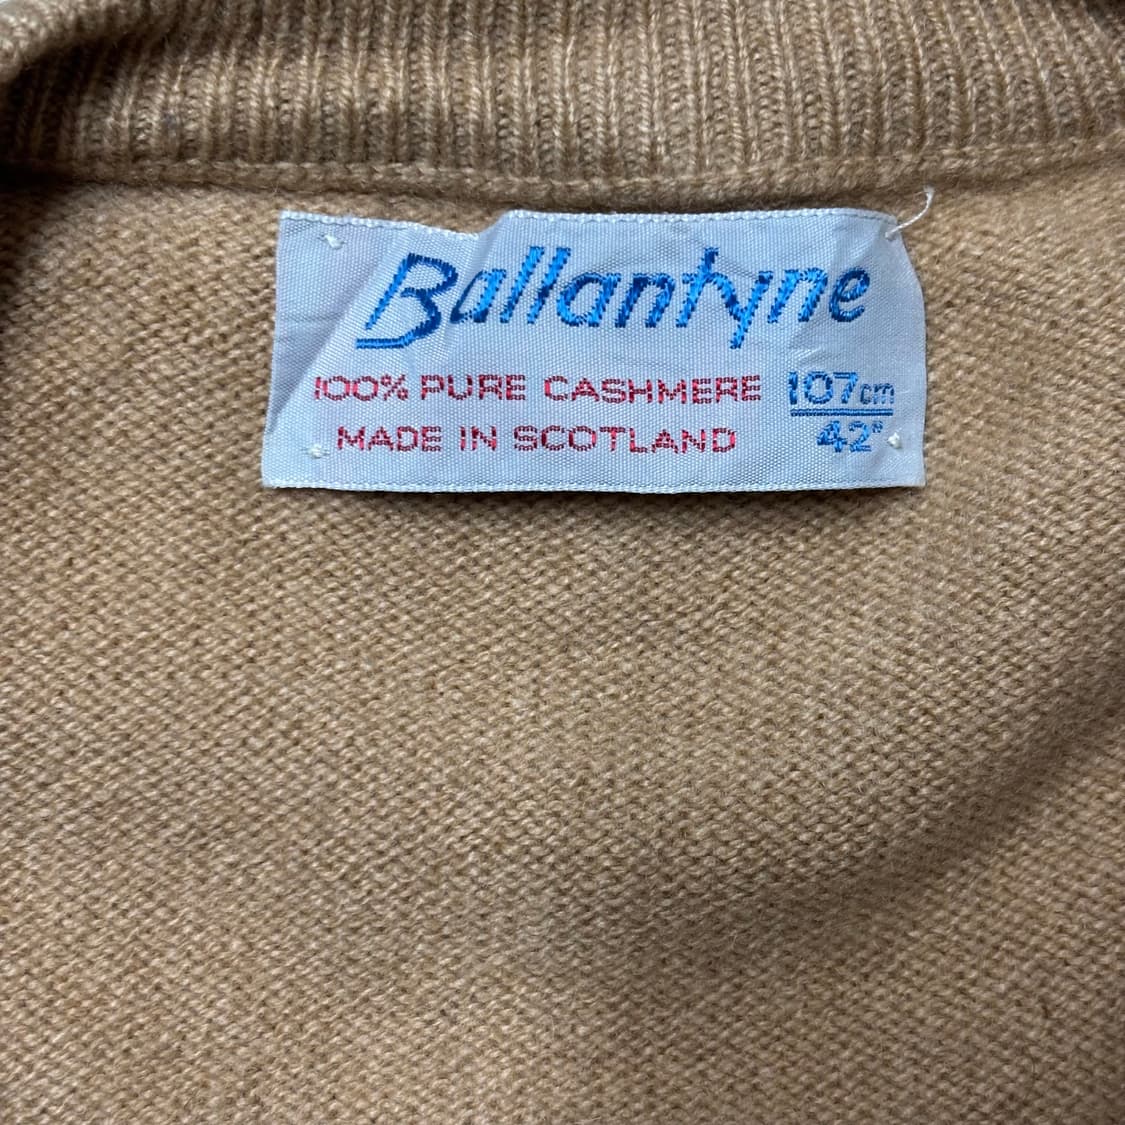 Ballantyne
100% PURE CASHMERE 107cm
MADE IN SCOTLAND 42"